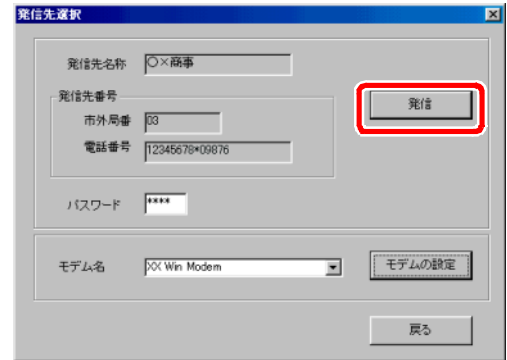 発信先選択
発信先名称 〇×商事
発信先番号
市外局番 03
発信
電話番号 12345678*09876
パスワード ****
モデム名 XX Win Modem モデムの設定
戻る